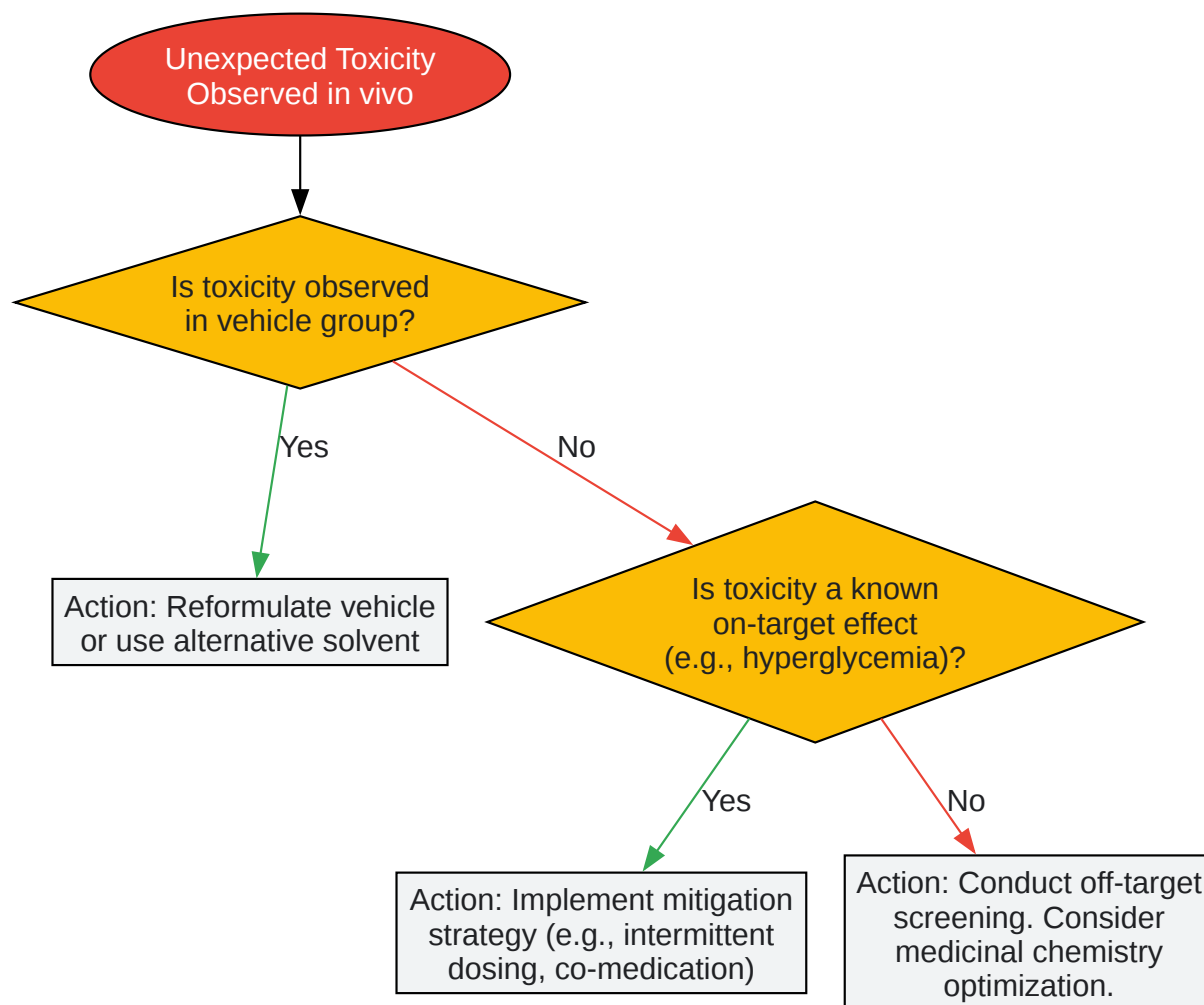 Unexpected Toxicity
Observed in vivo
Is toxicity observed
in vehicle group?
Yes
No
Action: Reformulate vehicle
or use alternative solvent
Is toxicity a known
on-target effect
(e.g., hyperglycemia)?
Yes
No
Action: Implement mitigation
strategy (e.g., intermittent
dosing, co-medication)
Action: Conduct off-target
screening. Consider
medicinal chemistry
optimization.